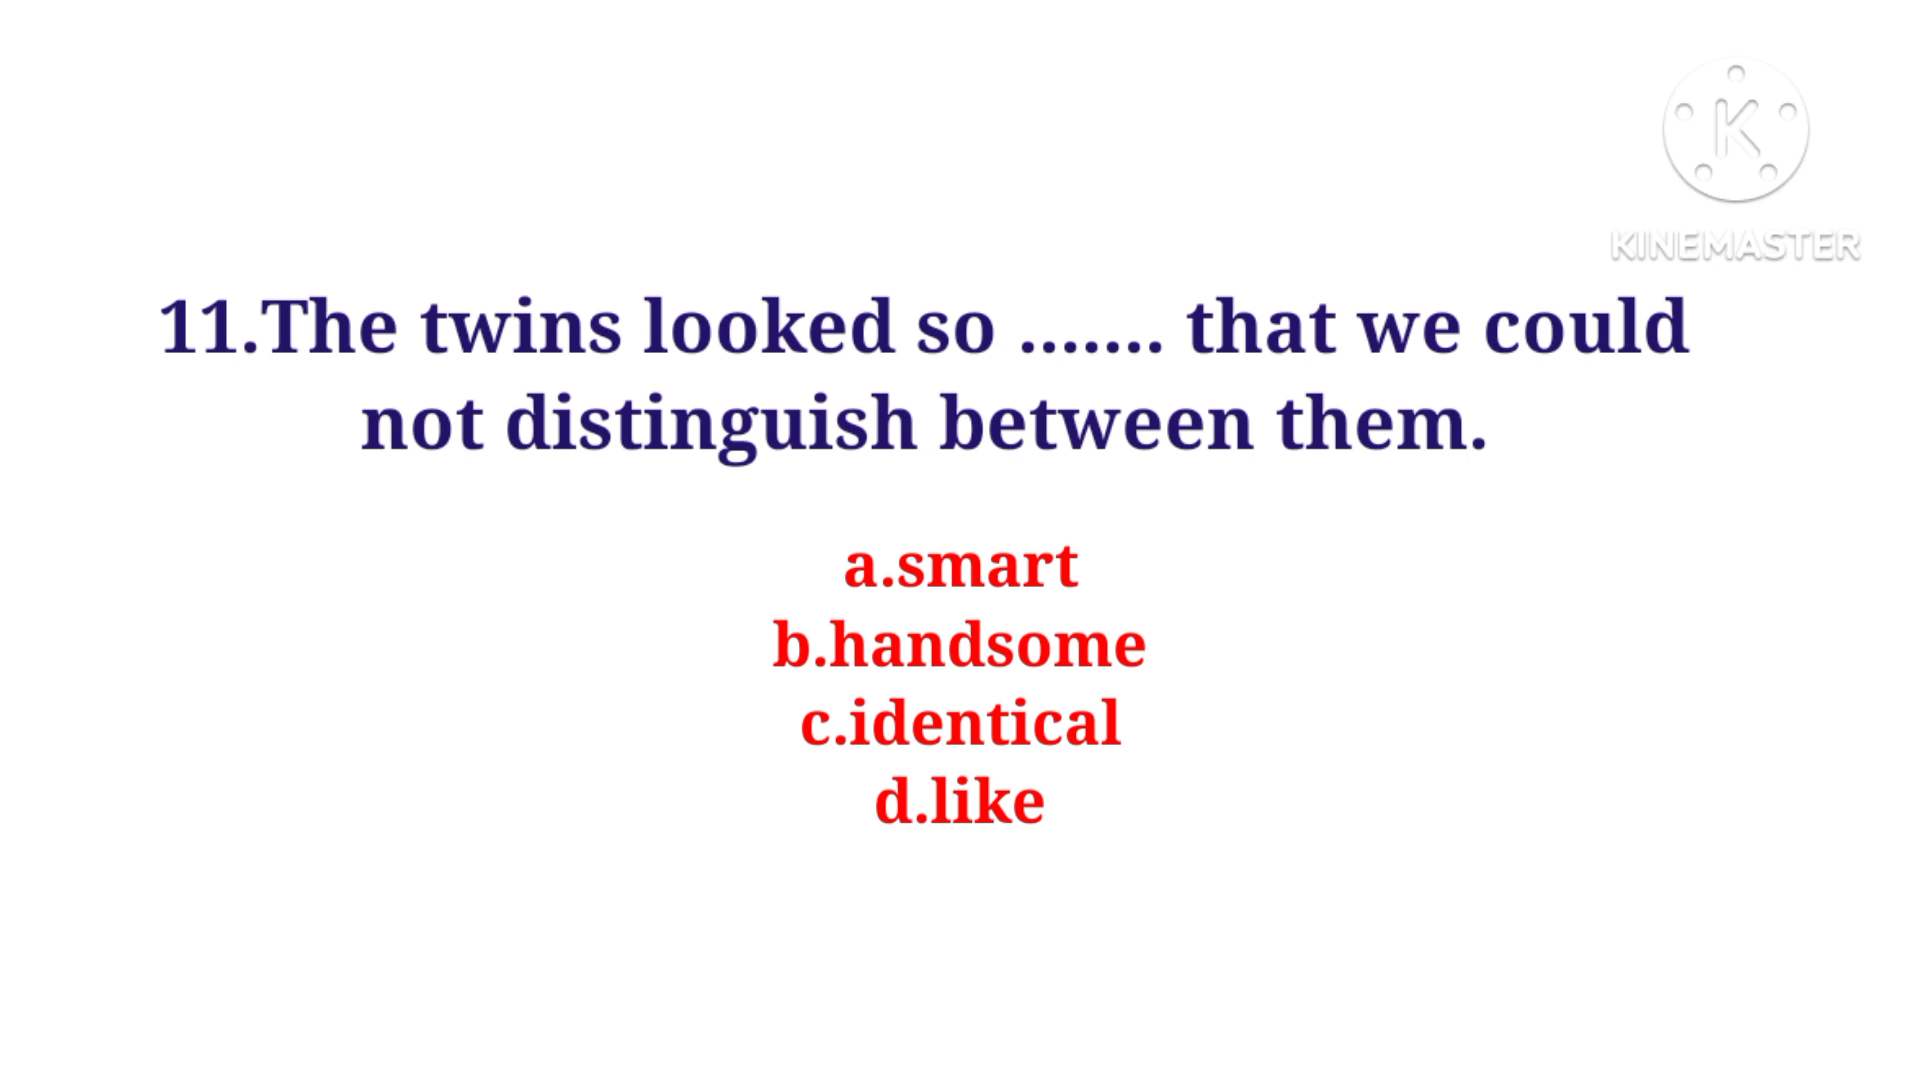 K
KINEMASTER
11.The twins looked so ....... that we could
not distinguish between them.
a.smart
b.handsome
c.identical
d.like